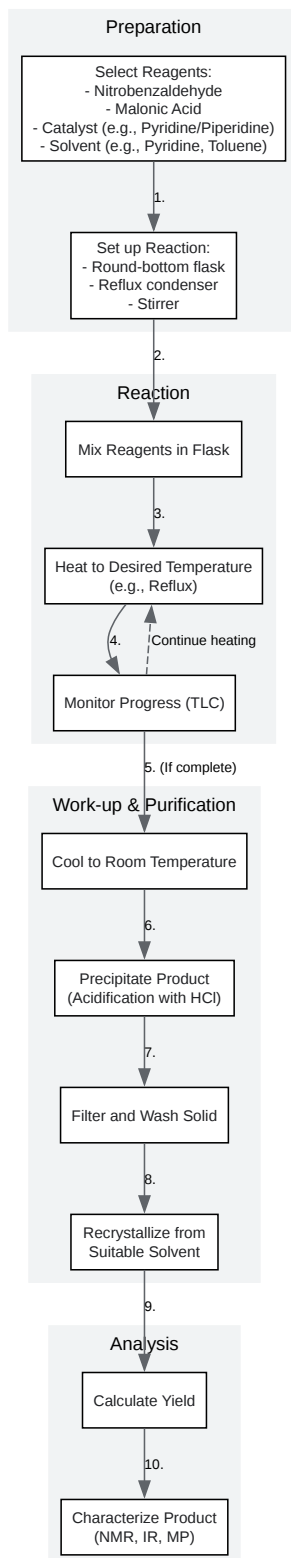 Preparation
Select Reagents:
- Nitrobenzaldehyde
- Malonic Acid
- Catalyst (e.g., Pyridine/Piperidine)
- Solvent (e.g., Pyridine, Toluene)
1.
Set up Reaction:
- Round-bottom flask
- Reflux condenser
- Stirrer
2.
Reaction
Mix Reagents in Flask
3.
Heat to Desired Temperature
(e.g., Reflux)
4.
Continue heating
Monitor Progress (TLC)
5. (If complete)
Work-up & Purification
Cool to Room Temperature
6.
Precipitate Product
(Acidification with HCl)
7.
Filter and Wash Solid
8.
Recrystallize from
Suitable Solvent
9.
Analysis
Calculate Yield
10.
Characterize Product
(NMR, IR, MP)